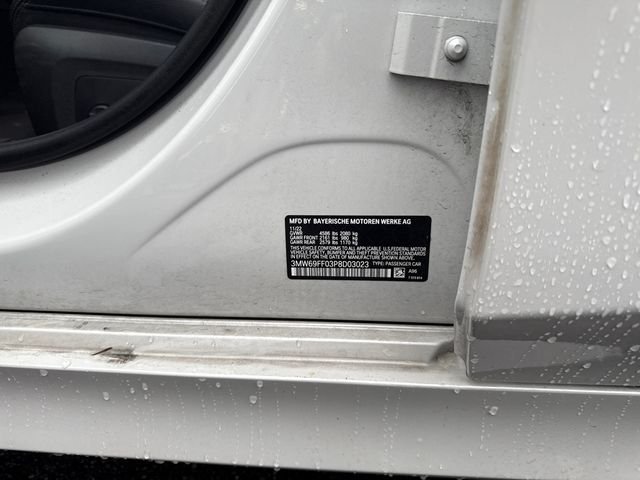 MFD BY BAYERISCHE MOTOREN WERKE AG
11/22
GVWR 4586 lbs 2080 kg
GAWR FRONT 2161 lbs 980 kg
GAWR REAR 2579 lbs 1170 kg
THIS VEHICLE CONFORMS TO ALL APPLICABLE U.S.FEDERAL MOTOR
VEHICLE SAFETY, BUMPER, AND THEFT PREVENTION STANDARDS IN
EFFECT ON THE DATE OF MANUFACTURE SHOWN ABOVE.
3MW69FF03P8D03023 TYPE: PASSENGER CAR
A96